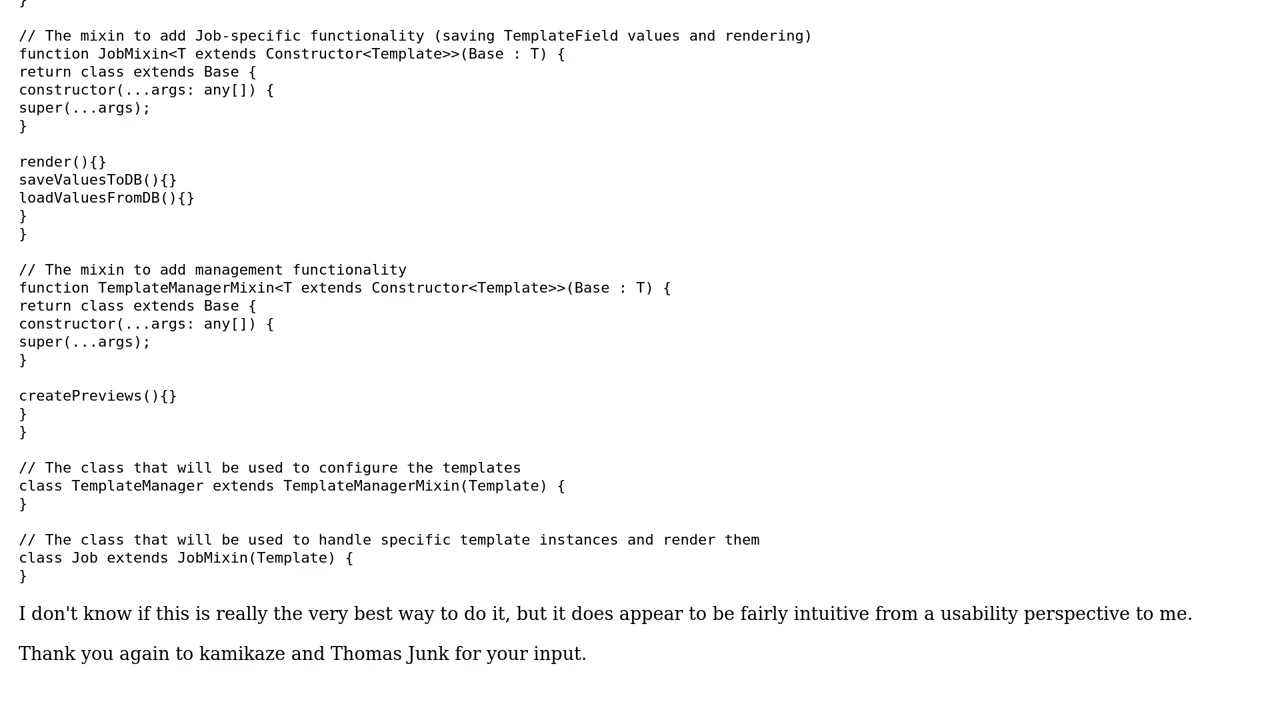 }
// The mixin to add Job-specific functionality (saving TemplateField values and rendering)
function JobMixin<T extends Constructor<Template>>(Base : T) {
return class extends Base {
constructor(...args: any[]) {
super(...args);
}
render(){}
saveValuesToDB(){}
loadValuesFromDB(){}
}
}
// The mixin to add management functionality
function TemplateManagerMixin<T extends Constructor<Template>>(Base : T) {
return class extends Base {
constructor(...args: any[]) {
super(...args);
}
createPreviews(){}
}
}
// The class that will be used to configure the templates
class TemplateManager extends TemplateManagerMixin(Template) {
}
// The class that will be used to handle specific template instances and render them
class Job extends JobMixin(Template) {
}
I don't know if this is really the very best way to do it, but it does appear to be fairly intuitive from a usability perspective to me.
Thank you again to kamikaze and Thomas Junk for your input.